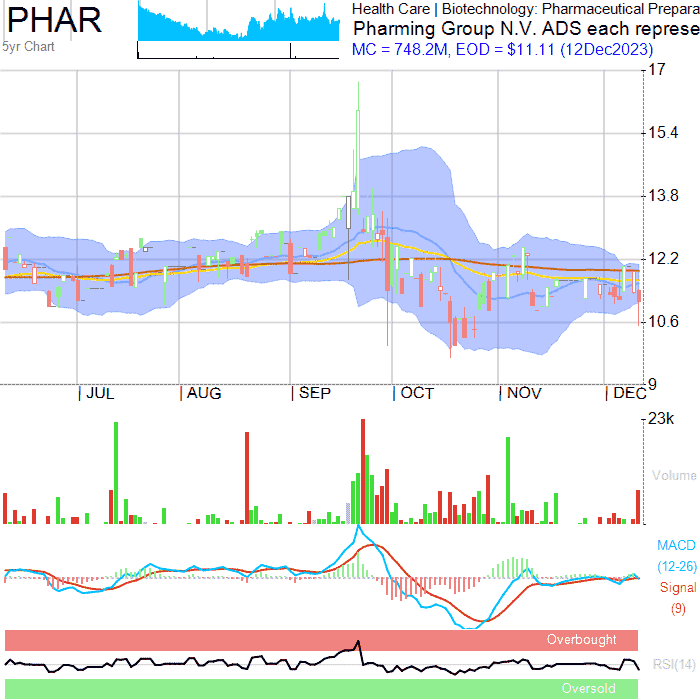 PHAR
5yr Chart
Health Care | Biotechnology: Pharmaceutical Prepara
Pharming Group N.V. ADS each represe
MC = 748.2M, EOD = $11.11 (12Dec2023)
17
15.4
13.8
12.2
10.6
9
JUL
AUG
SEP
OCT
NOV
DEC
23k
Volume
MACD
(12-26)
Signal
(9)
Overbought
RSI(14)
Oversold